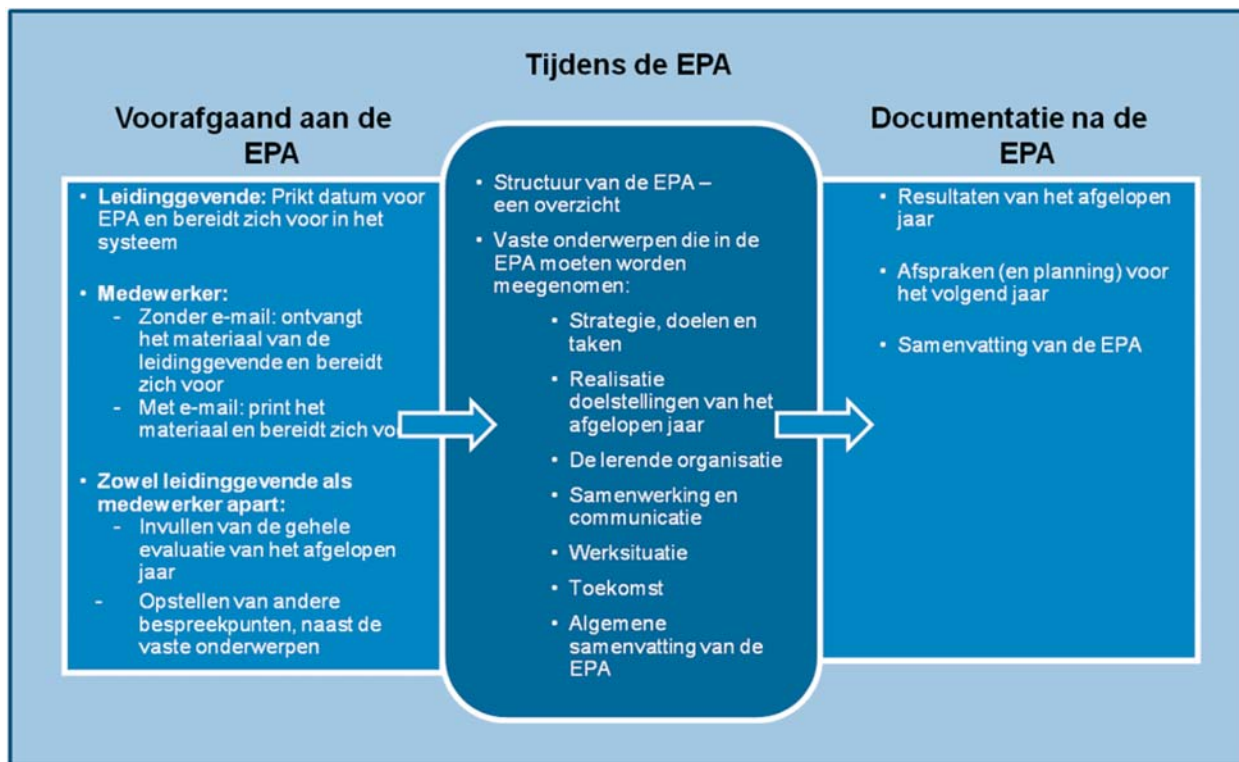 Tijdens de EPA
Voorafgaand aan de
EPA
• Leidinggevende: Prikt datum voor
EPA en bereidt zich voor in het
systeem
• Medewerker:
- Zonder e-mail: ontvangt
het materiaal van de
leidinggevende en bereidt
zich voor
- Met e-mail: print het
materiaal en bereidt zich voo
• Zowel leidinggevende als
medewerker apart:
- Invullen van de gehele
evaluatie van het afgelopen
jaar
- Opstellen van andere
bespreekpunten, naast de
vaste onderwerpen
• Structuur van de EPA –
een overzicht
• Vaste onderwerpen die in de
EPA moeten worden
meegenomen:
• Strategie, doelen en
taken
• Realisatie
doelstellingen van het
afgelopen jaar
• De lerende organisatie
• Samenwerking en
communicatie
• Werksituatie
• Toekomst
• Algemene
samenvatting van de
EPA
Documentatie na de
EPA
• Resultaten van het afgelopen
jaar
• Afspraken (en planning) voor
het volgend jaar
• Samenvatting van de EPA